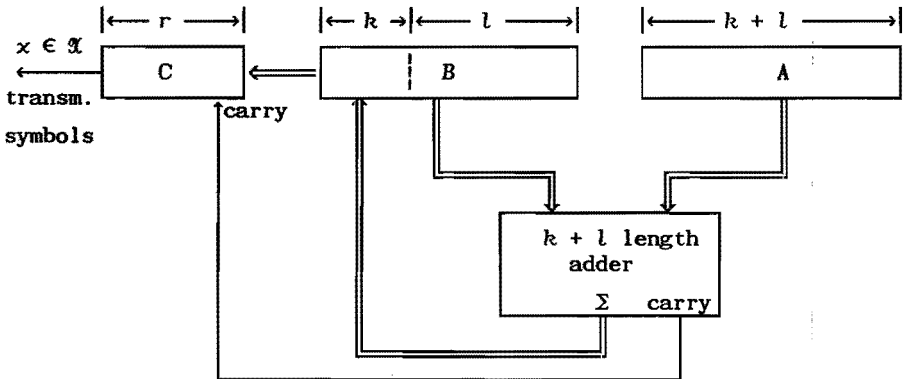 r
k
l
k + l
x ∈ 𝔛
C
B
A
transm.
carry
symbols
k + l length
adder
Σ carry